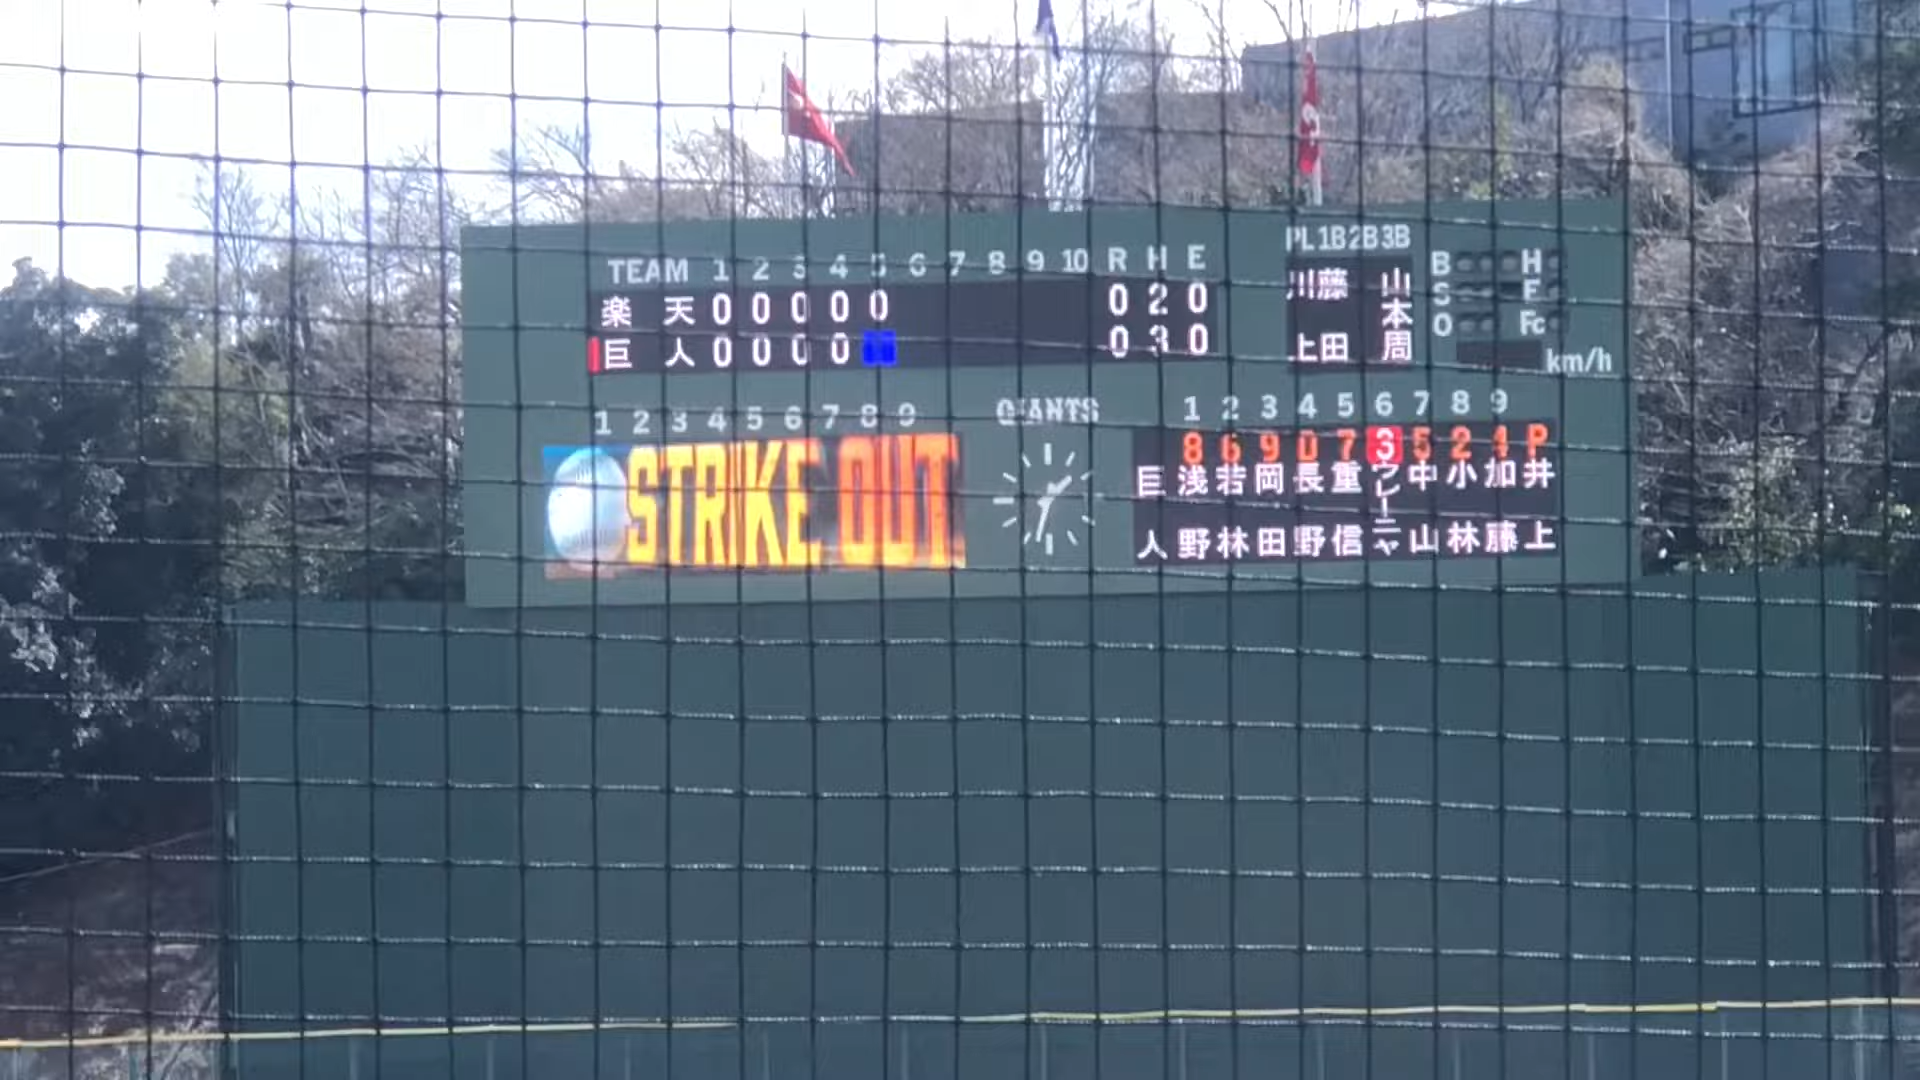 TEAM 1 2 3 4 5 6 7 8 9 10 R H E
楽天 0 0 0 0 0 0 2 0
巨人 0 0 0 0 0 3 0
PL 1B 2B 3B
川上 藤田 山本周
B H
S E
O Fc
km/h
1 2 3 4 5 6 7 8 9
STRIKE OUT
GIANTS
1 2 3 4 5 6 7 8 9
8 6 9 D 7 3 5 2 4 P
巨人 浅野 若林 岡田 長野 重信 ウレーニャ 中山 小林 加藤 井上